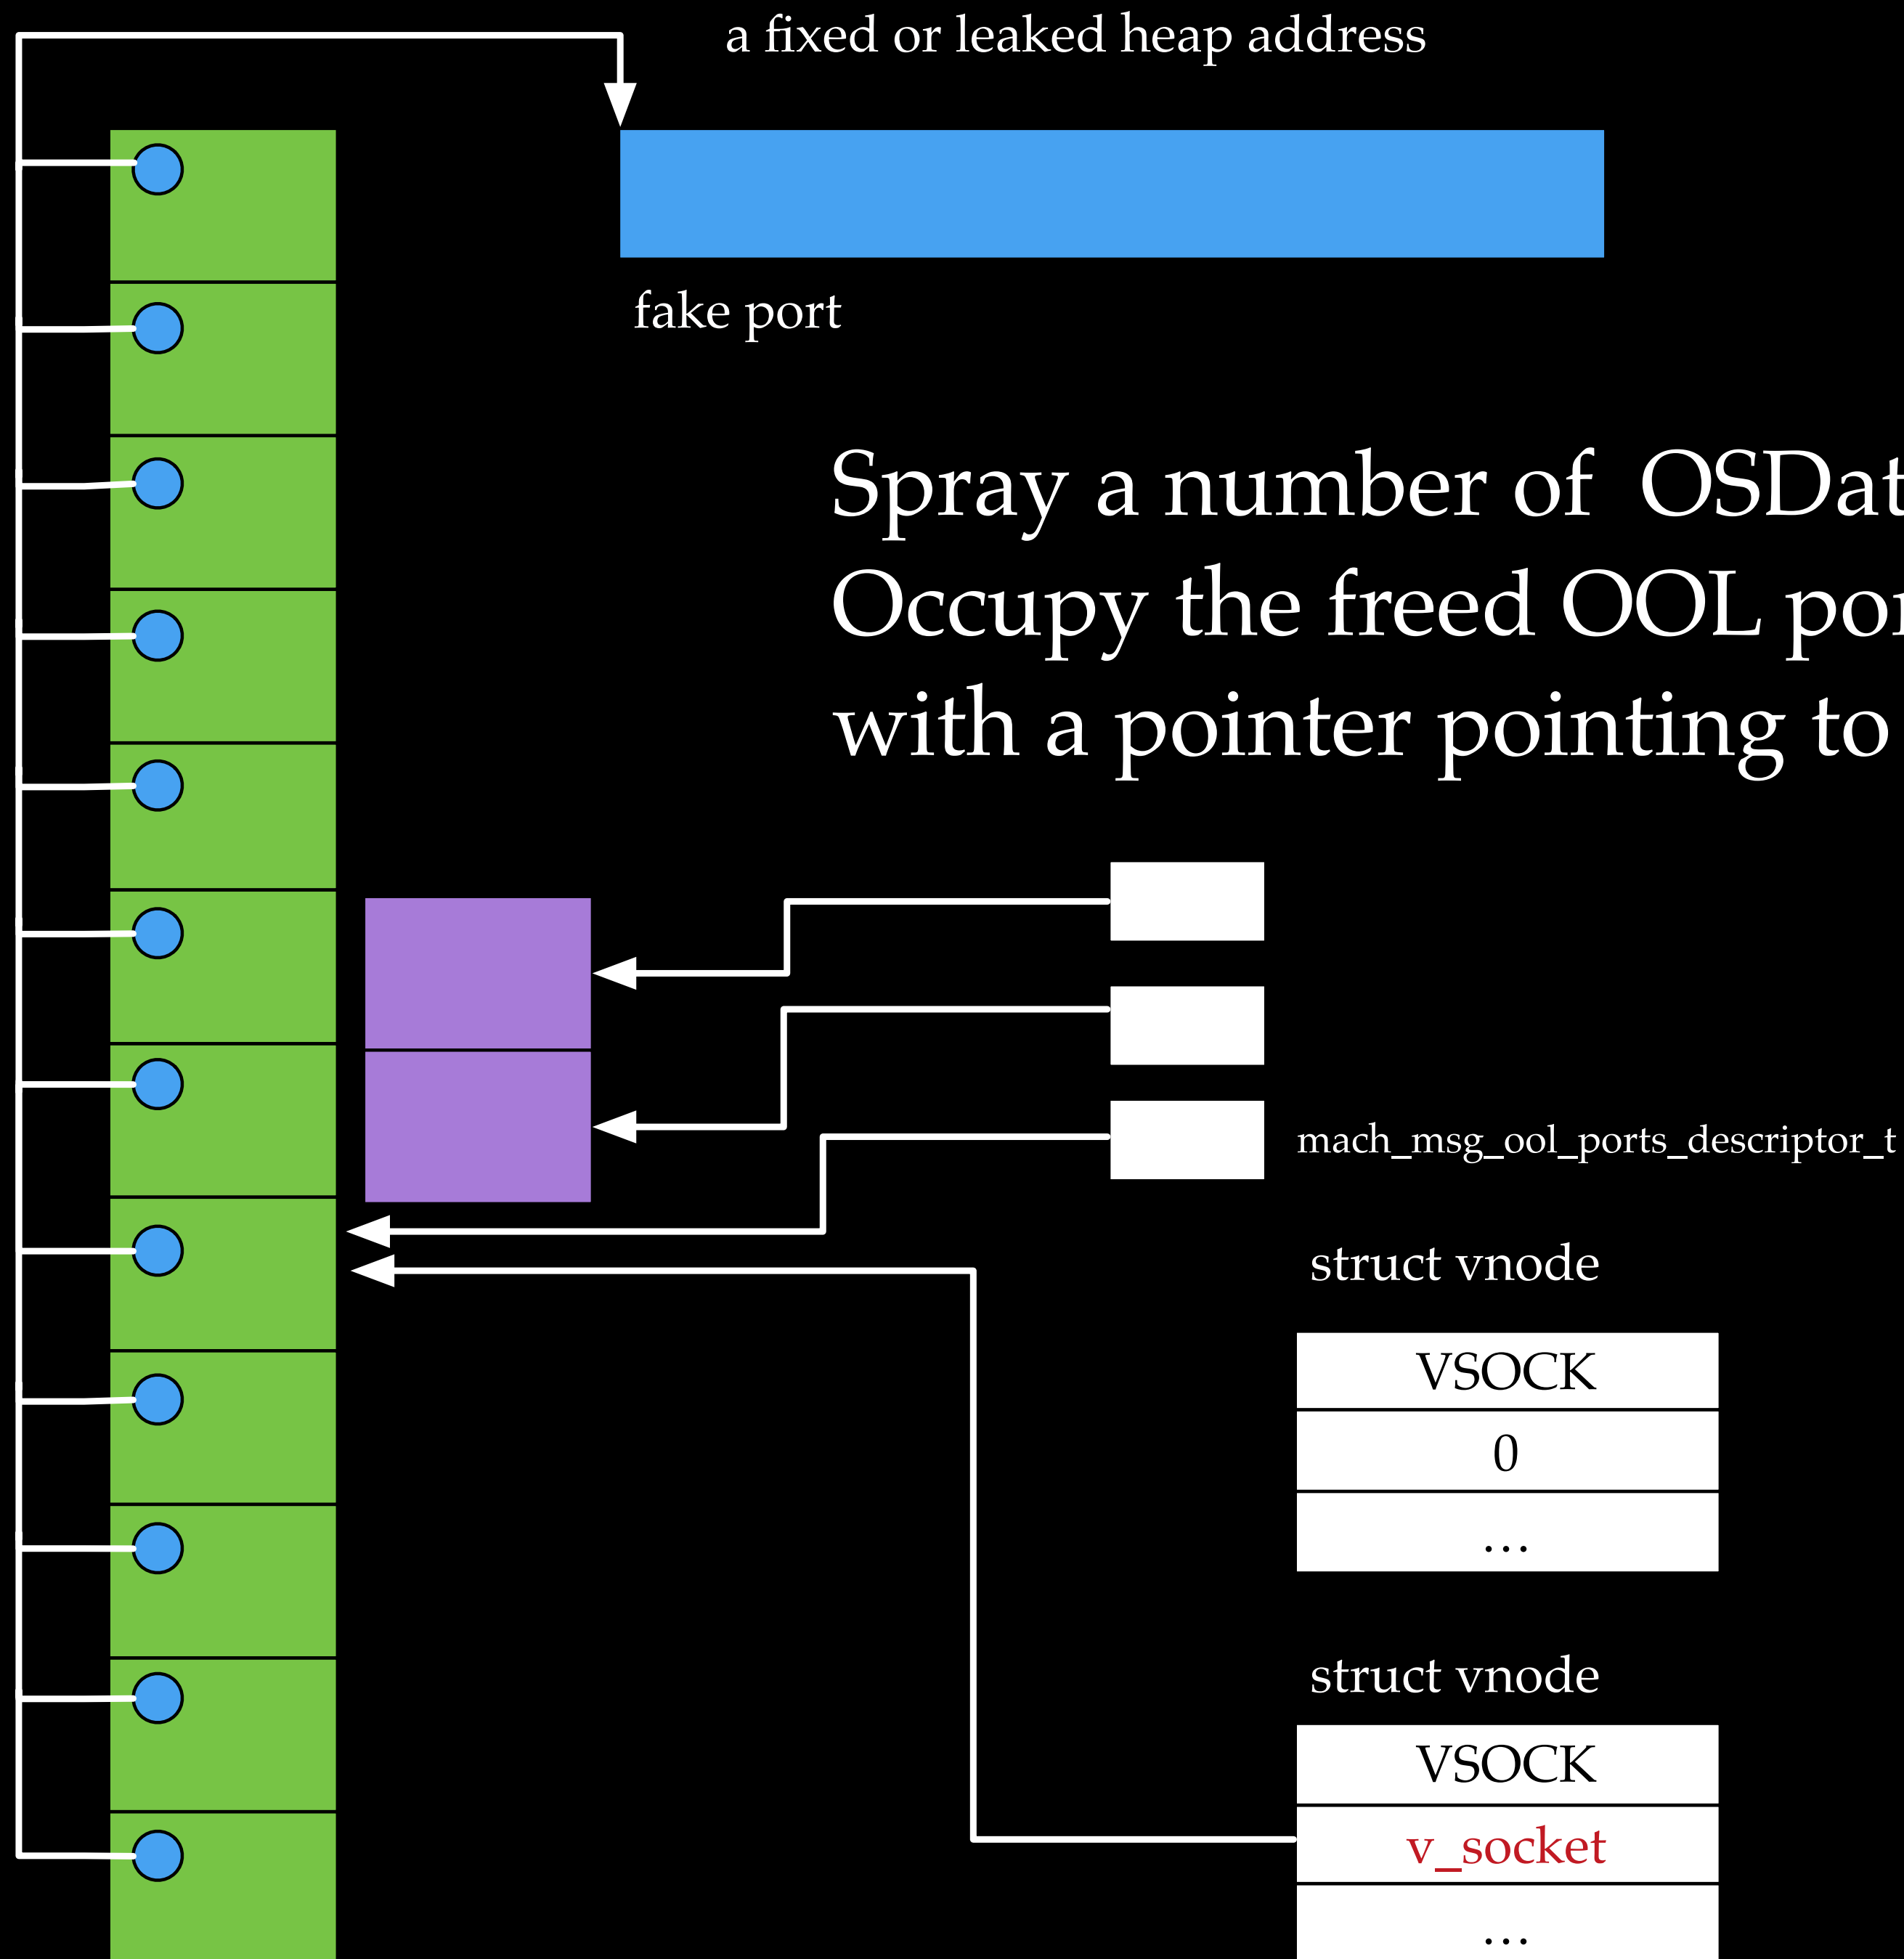 a fixed or leaked heap address
fake port
Spray a number of OSDat
Occupy the freed OOL
with a pointer pointing to
mach_msg_ool_ports_descriptor_t
struct vnode
VSOCK
0
...
struct vnode
VSOCK
v_socket
...